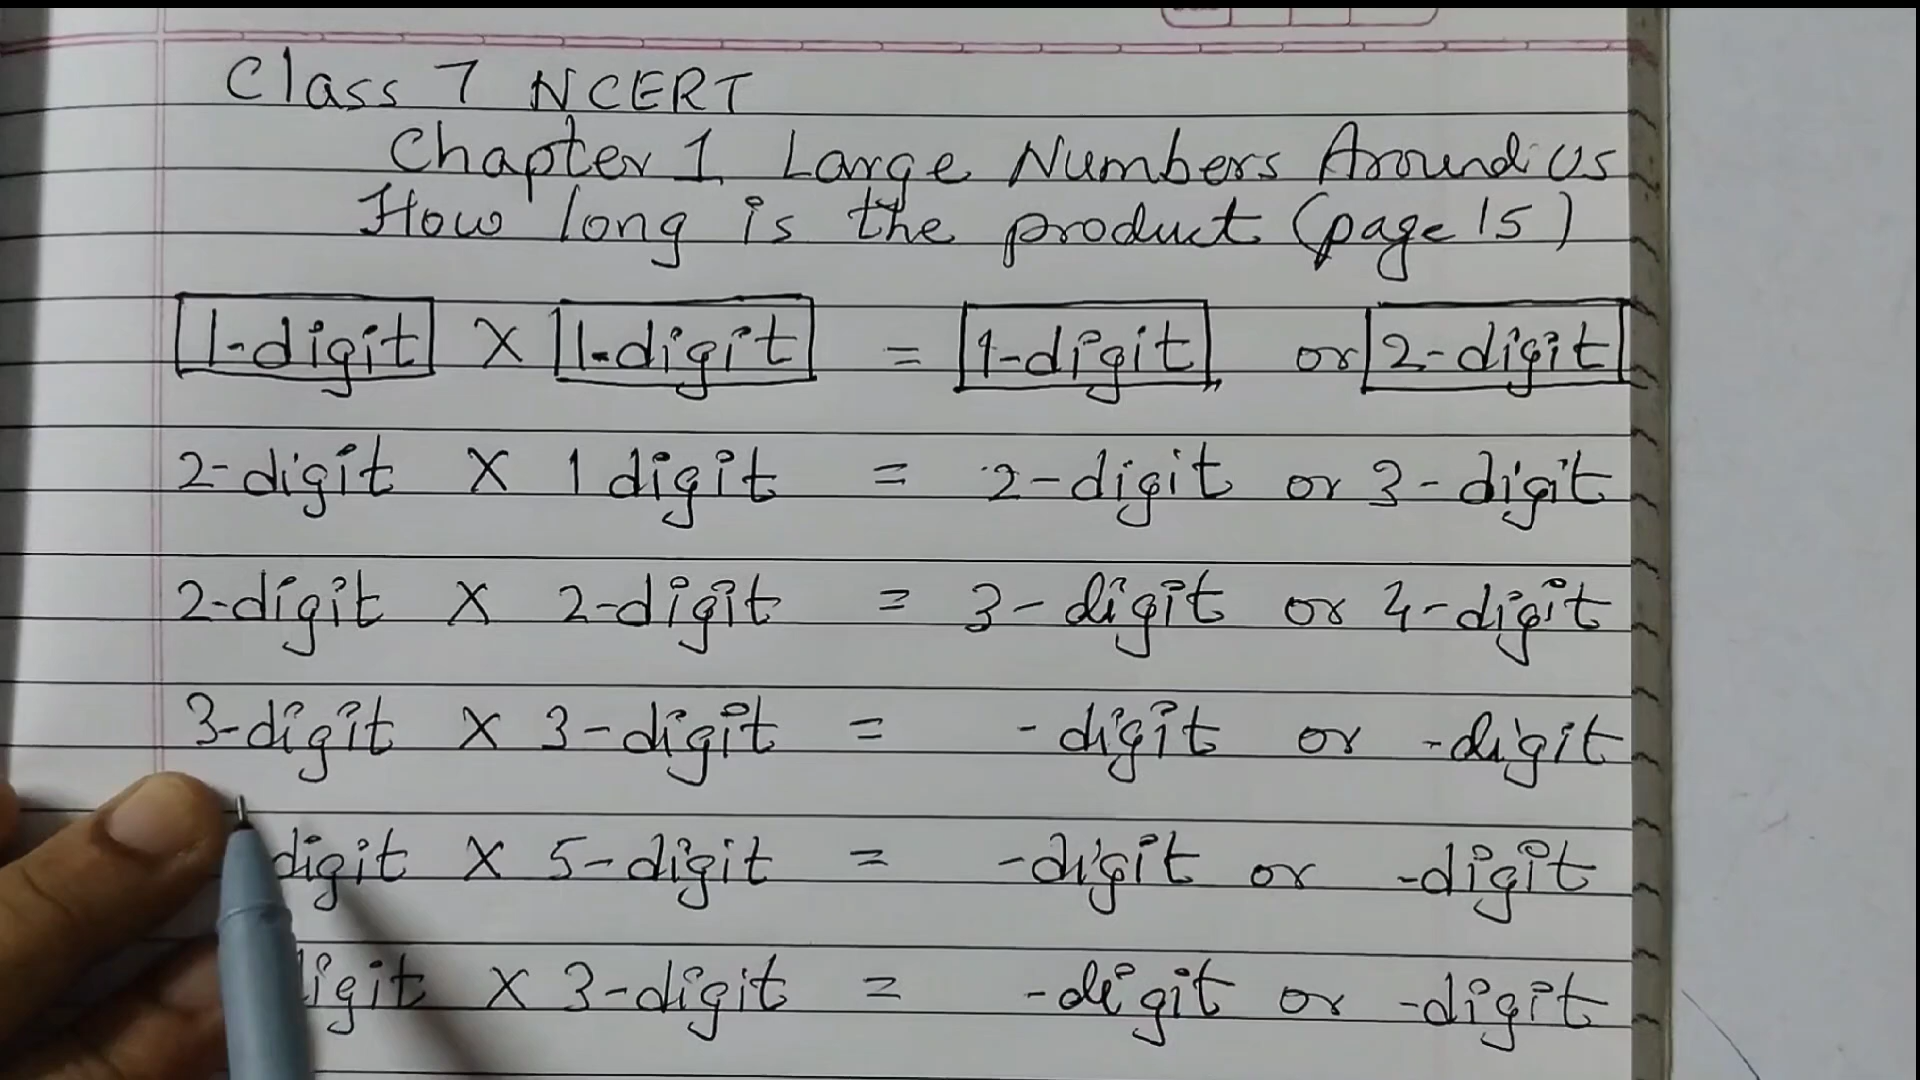 Class 7 NCERT
Chapter 1 Large Numbers Around Us
How long is the product (page 15)
1-digit X 1-digit = 1-digit or 2-digit
2-digit X 1 digit = 2-digit or 3-digit
2-digit X 2-digit = 3-digit or 4-digit
3-digit X 3-digit = -digit or -digit
digit X 5-digit = -digit or -digit
X 3-digit = -digit or -digit